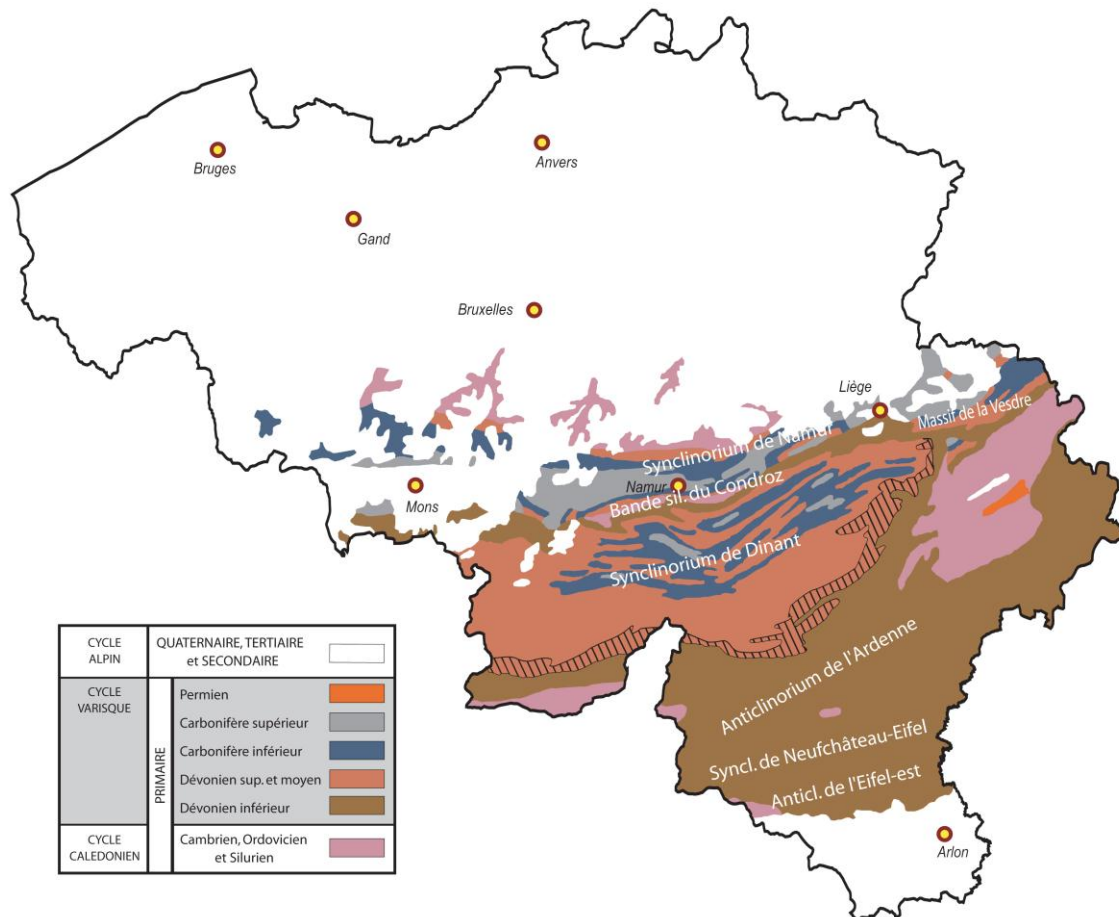 Bruges
Anvers
Gand
Bruxelles
Liège
Massif de la Vesdre
Synclinorium de Namur
Namur
Mons
Bande sil. du Condroz
Synclinorium de Dinant
Anticlinorium de l'Ardenne
Syncl. de Neufchâteau-Eifel
Anticl. de l'Eifel-est
Arlon
CYCLE
ALPIN
QUATERNAIRE, TERTIAIRE
et SECONDAIRE
CYCLE
VARISQUE
PRIMAIRE
Permien
Carbonifère supérieur
Carbonifère inférieur
Dévonien sup. et moyen
Dévonien inférieur
CYCLE
CALEDONIEN
Cambrien, Ordovicien
et Silurien